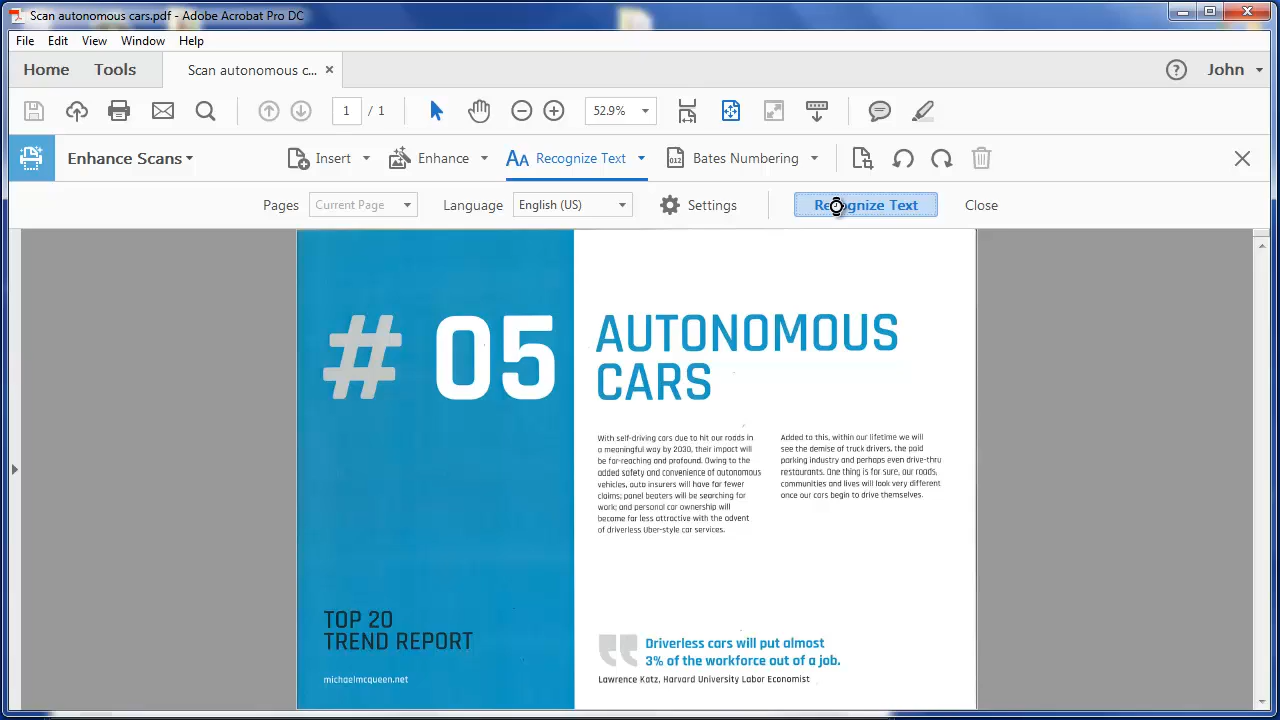 Scan autonomous cars.pdf - Adobe Acrobat Pro DC
File Edit View Window Help
Home Tools Scan autonomous c... × ? John
1 / 1 52.9%
Enhance Scans Insert Enhance AA Recognize Text 012 Bates Numbering
Pages Current Page Language English (US) Settings Recognize Text Close
# 05
AUTONOMOUS
CARS
With self-driving cars due to hit our roads in
a meaningful way by 2030, their impact will
be far-reaching and profound. Owing to the
added safety and convenience of autonomous
vehicles, auto insurers will have far fewer
claims; panel beaters will be searching for
work; and personal car ownership will
become far less attractive with the advent
of driverless Uber-style car services.
Added to this, within our lifetime we will
see the demise of truck drivers, the paid
parking industry and perhaps even drive-thru
restaurants. One thing is for sure, our roads,
communities and lives will look very different
once our cars begin to drive themselves.
TOP 20
TREND REPORT
michaelmcqueen.net
Driverless cars will put almost
3% of the workforce out of a job.
Lawrence Katz, Harvard University Labor Economist